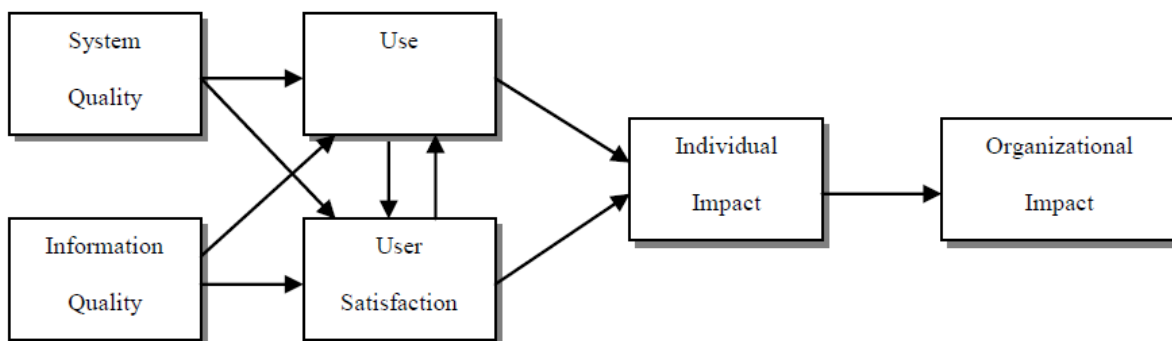 System
Quality
Use
Information
Quality
User
Satisfaction
Individual
Impact
Organizational
Impact